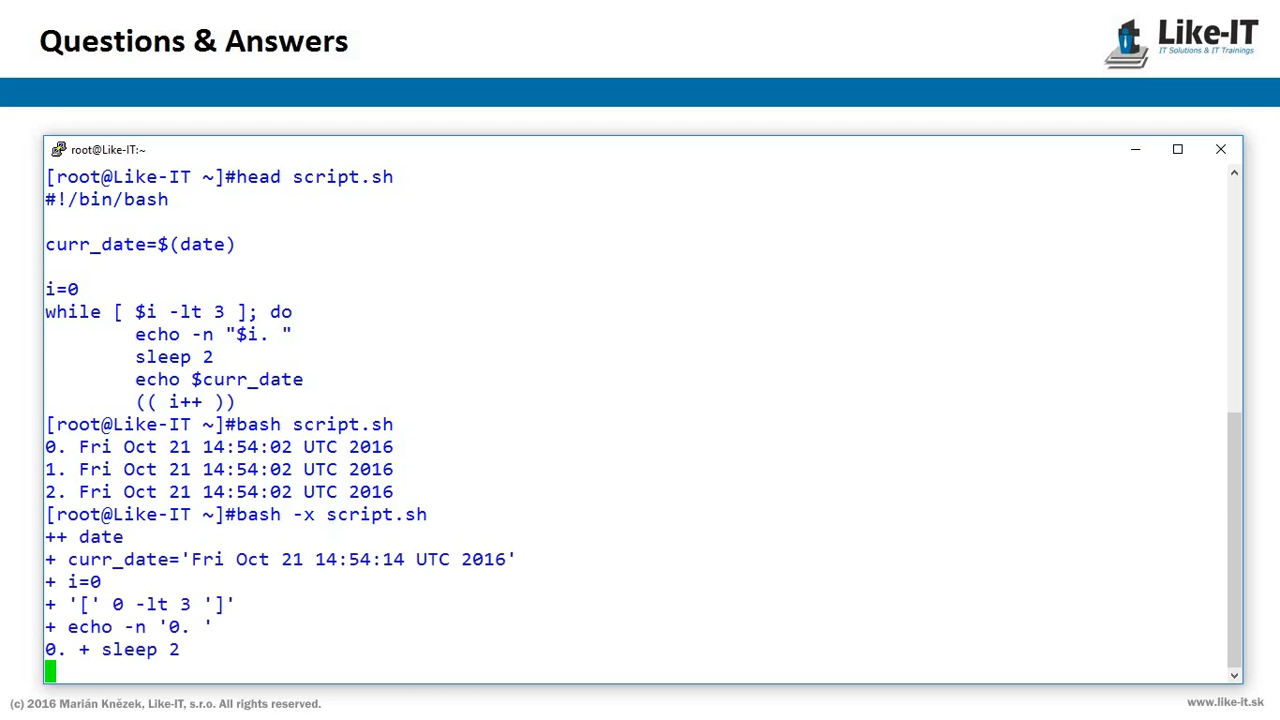 Questions & Answers
Like-IT
IT Solutions & IT Trainings
root@Like-IT:~
[root@Like-IT ~]#head script.sh
#!/bin/bash
curr_date=$(date)
i=0
while [ $i -lt 3 ]; do
        echo -n "$i. "
        sleep 2
        echo $curr_date
        (( i++ ))
[root@Like-IT ~]#bash script.sh
0. Fri Oct 21 14:54:02 UTC 2016
1. Fri Oct 21 14:54:02 UTC 2016
2. Fri Oct 21 14:54:02 UTC 2016
[root@Like-IT ~]#bash -x script.sh
++ date
+ curr_date='Fri Oct 21 14:54:14 UTC 2016'
+ i=0
+ '[' 0 -lt 3 ']'
+ echo -n '0. '
0. + sleep 2
(c) 2016 Marián Knězek, Like-IT, s.r.o. All rights reserved.
www.like-it.sk